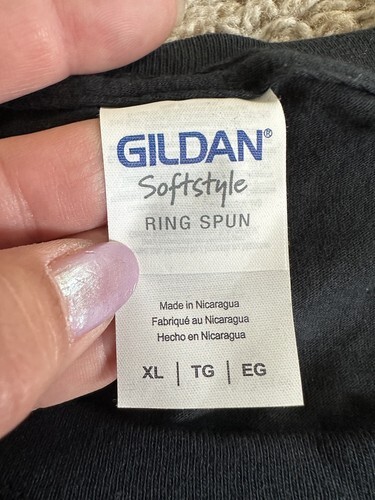 GILDAN®
Softstyle
RING SPUN
Made in Nicaragua
Fabriqué au Nicaragua
Hecho en Nicaragua
XL | TG | EG